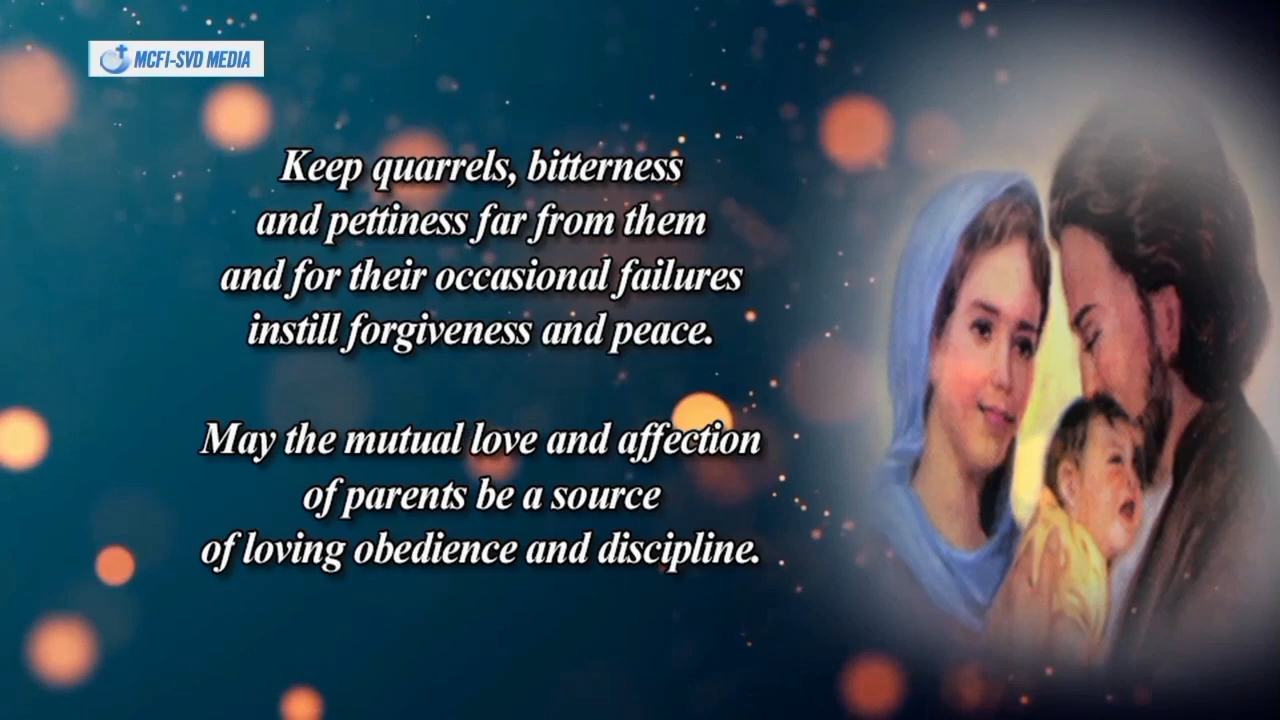 MCFI-SVD MEDIA
Keep quarrels, bitterness
and pettiness far from them
and for their occasional failures
instill forgiveness and peace.
May the mutual love and affection
of parents be a source
of loving obedience and discipline.